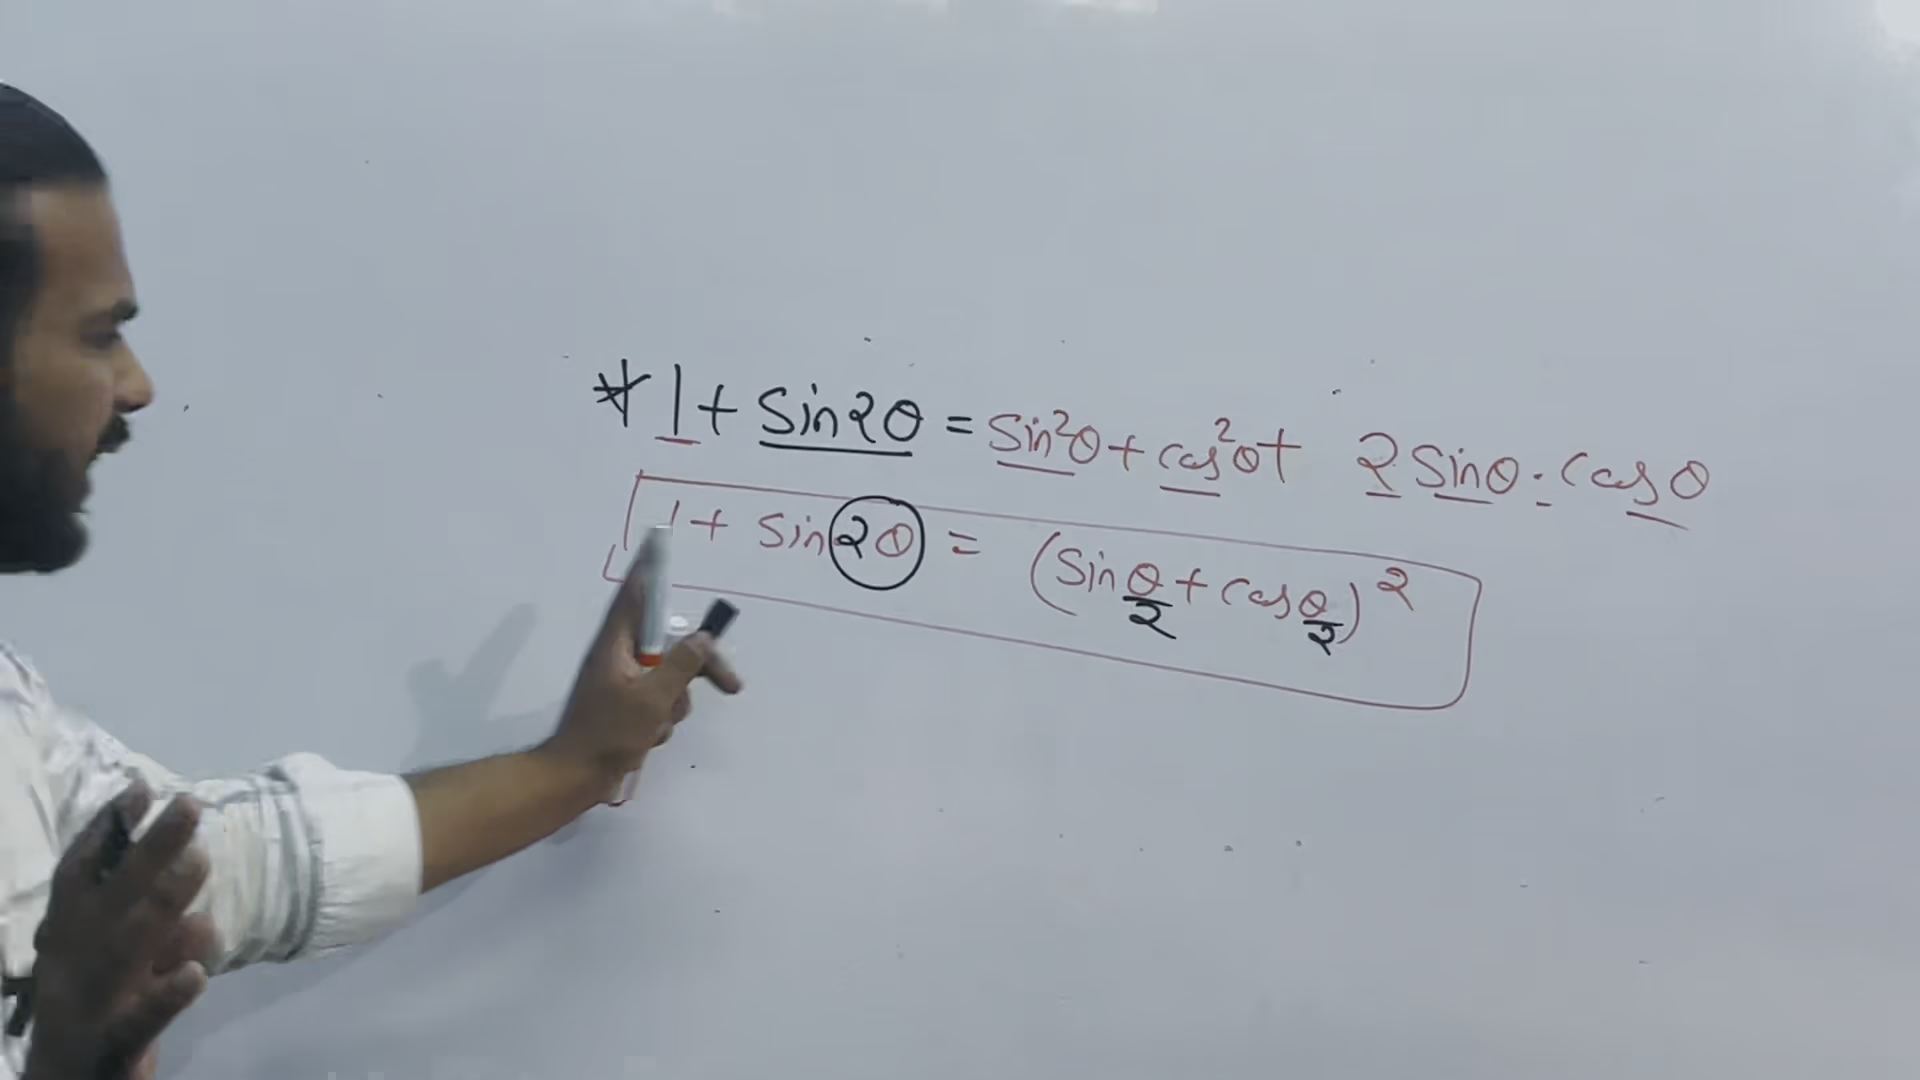 * 1 + Sin2θ = Sin²θ + Cos²θ + 2 Sinθ · Cosθ
1 + Sin2θ = (Sin θ/2 + Cos θ/2)²